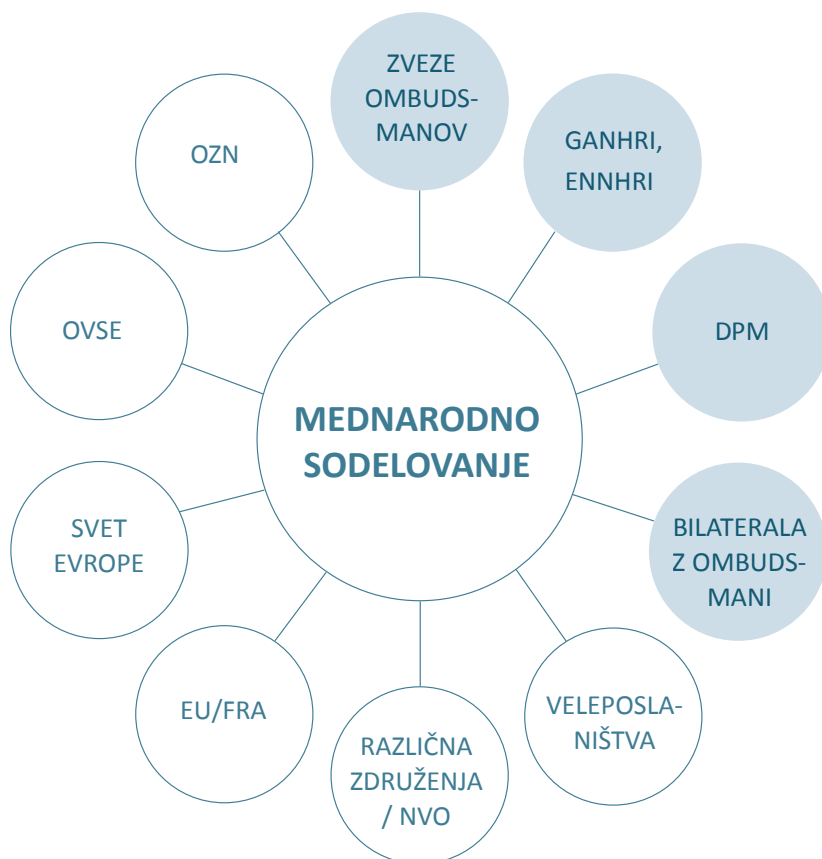 ZVEZE
OMBUDS-
MANOV
GANHRI,
ENNHRI
DPM
BILATERALA
Z OMBUDS-
MANI
VELEPOSLA-
NIŠTVA
RAZLIČNA
ZDRUŽENJA
/ NVO
EU/FRA
SVET
EVROPE
OVSE
OZN
MEDNARODNO
SODELOVANJE